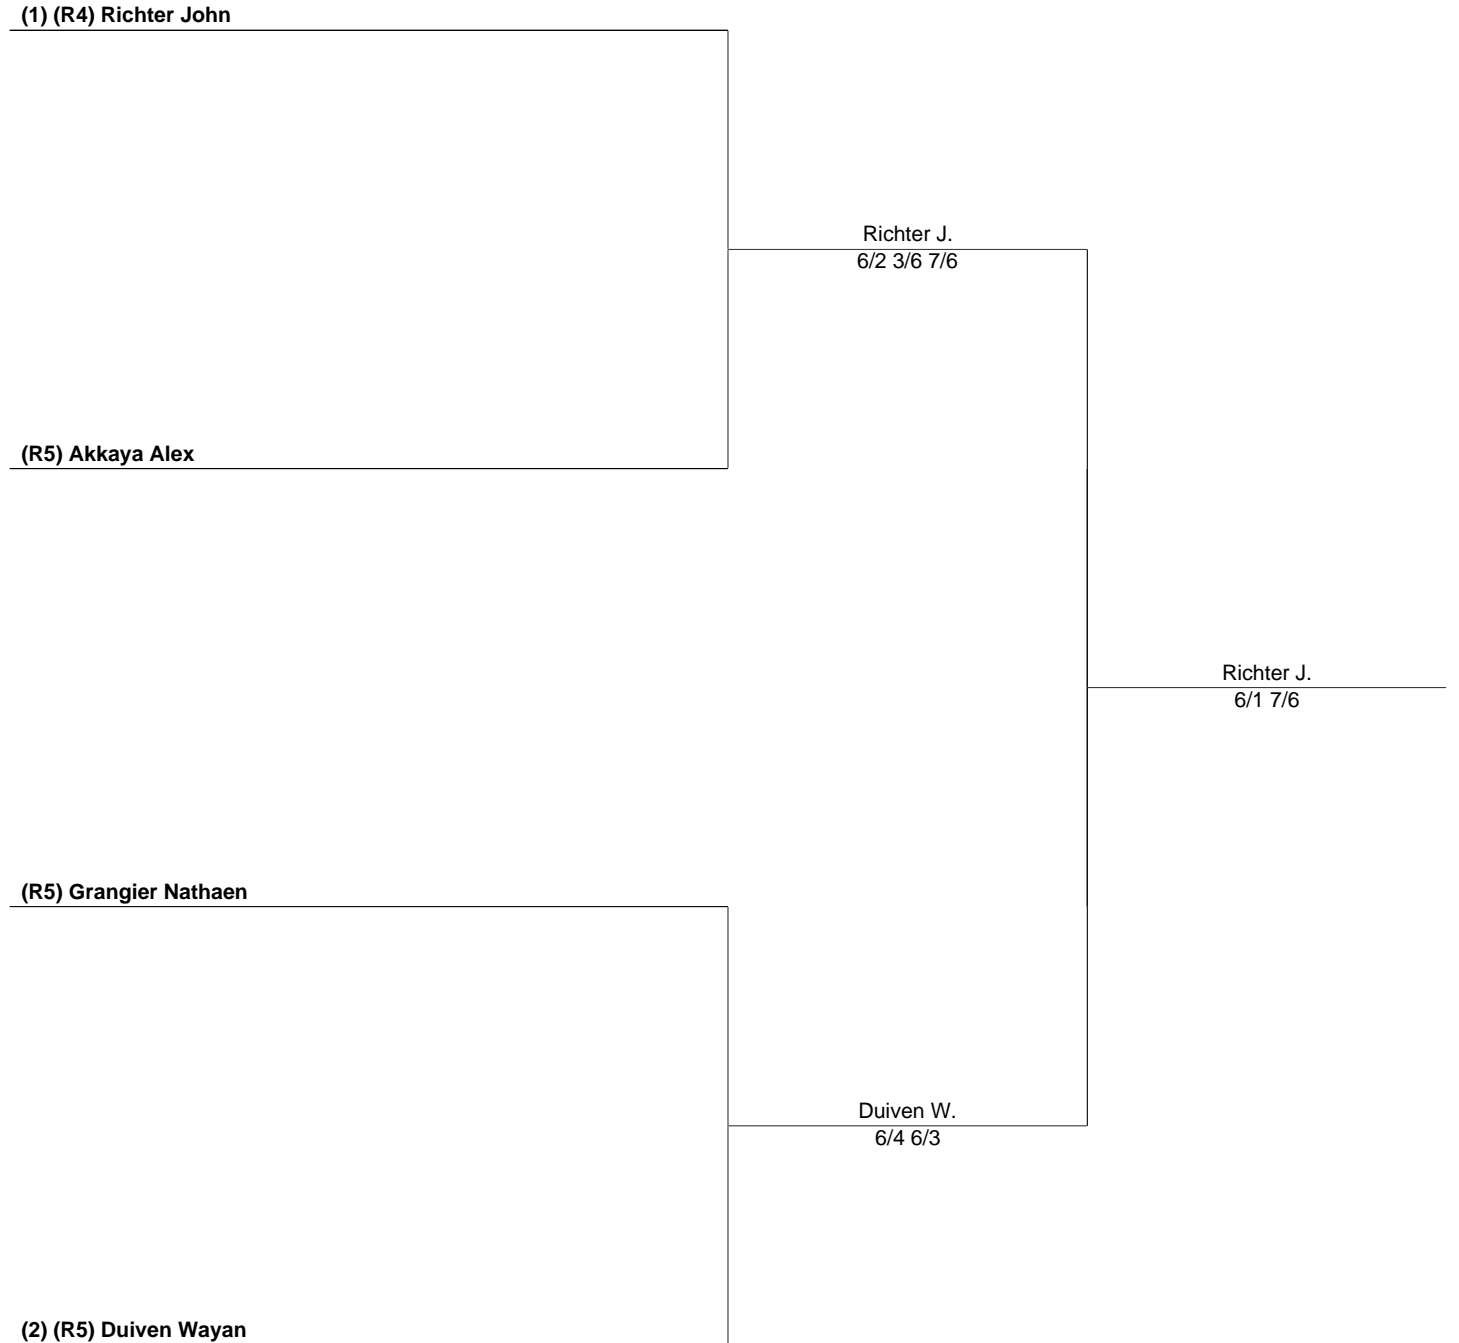 (1) (R4) Richter John
Richter J.
6/2 3/6 7/6
(R5) Akkaya Alex
Richter J.
6/1 7/6
(R5) Grangier Nathaen
Duiven W.
6/4 6/3
(2) (R5) Duiven Wayan